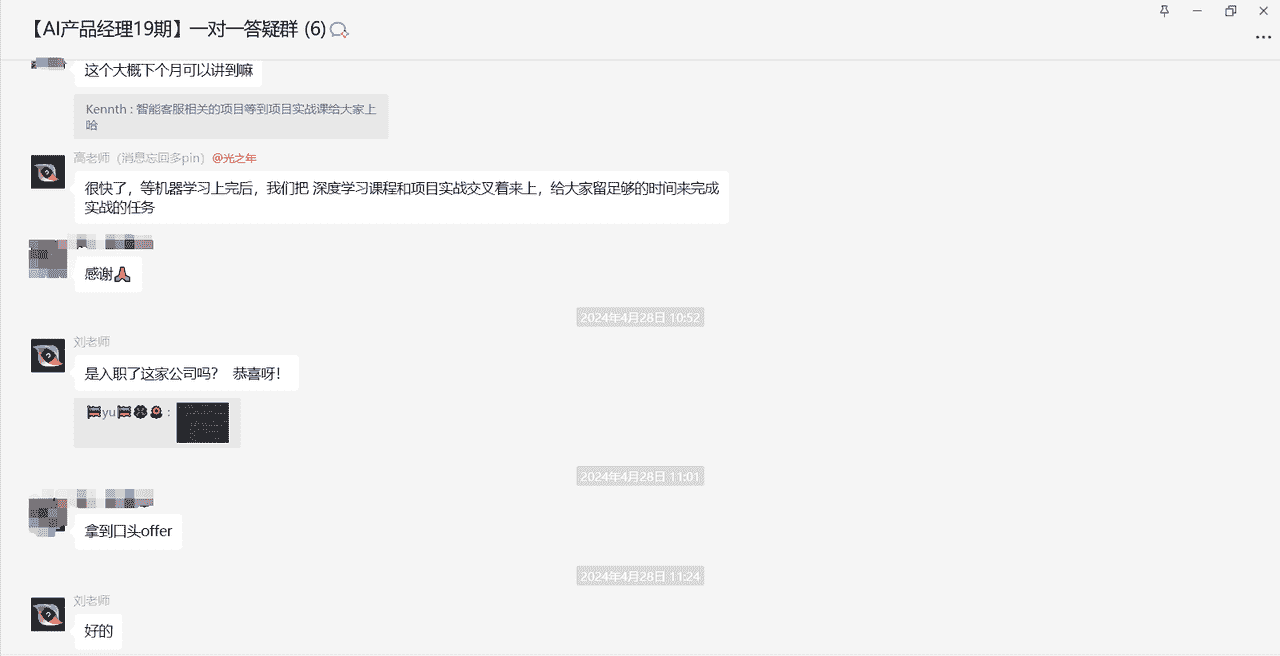 【AI产品经理19期】一对一答疑群 (6)
这个大概下个月可以讲到嘛
Kennth : 智能客服相关的项目等到项目实战课给大家上
哈
高老师（消息忘回多pin） @光之年
很快了，等机器学习上完后，我们把 深度学习课程和项目实战交叉着来上，给大家留足够的时间来完成
实战的任务
感谢🙏
2024年4月28日 10:52
刘老师
是入职了这家公司吗？ 恭喜呀！
yu :
2024年4月28日 11:01
拿到口头offer
2024年4月28日 11:24
刘老师
好的